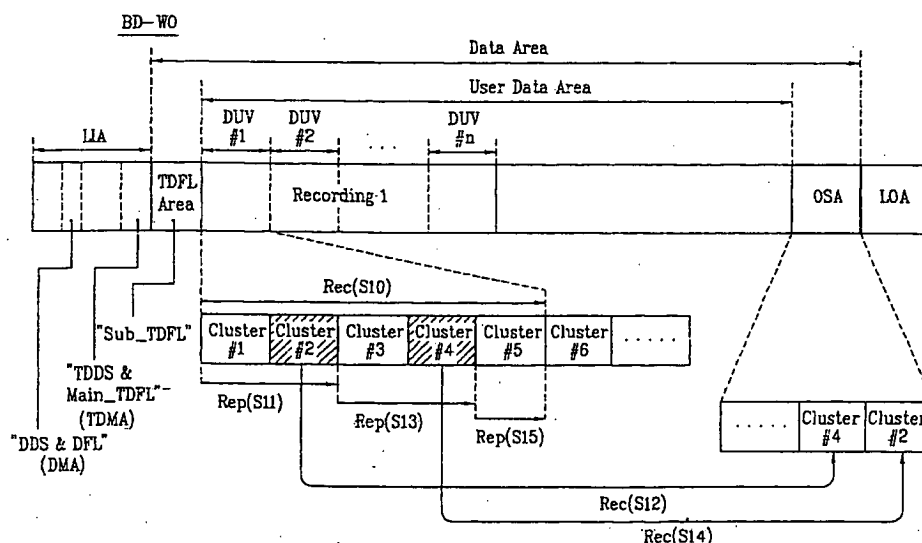 BD-WO
Data Area
User Data Area
LIA
DUV
#1
DUV
#2
. . . .
DUV
#n
TDFL
Area
Recording 1
OSA
LOA
Rec(S10)
"Sub_TDFL"
Cluster
#1
Cluster
#2
Cluster
#3
Cluster
#4
Cluster
#5
Cluster
#6
. . . . .
"TDDS &
Main_TDFL"
(TDMA)
Rep(S11)
Rep(S13)
Rep(S15)
"DDS & DFL"
(DMA)
. . . . .
Cluster
#4
Cluster
#2
Rec(S12)
Rec(S14)